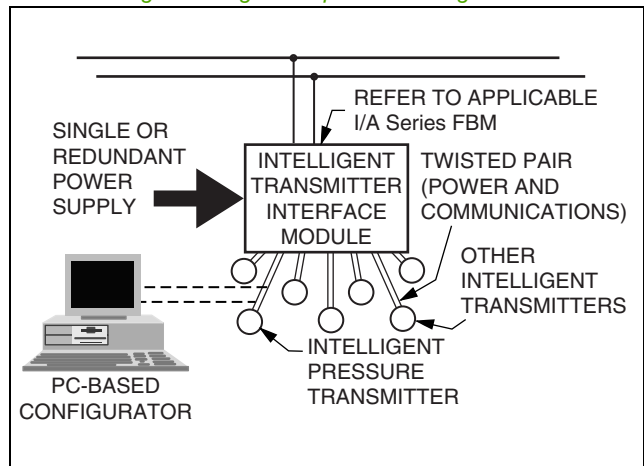 REFER TO APPLICABLE
I/A Series FBM
SINGLE OR
REDUNDANT
POWER
SUPPLY
INTELLIGENT
TRANSMITTER
INTERFACE
MODULE
TWISTED PAIR
(POWER AND
COMMUNICATIONS)
OTHER
INTELLIGENT
TRANSMITTERS
INTELLIGENT
PRESSURE
TRANSMITTER
PC-BASED
CONFIGURATOR